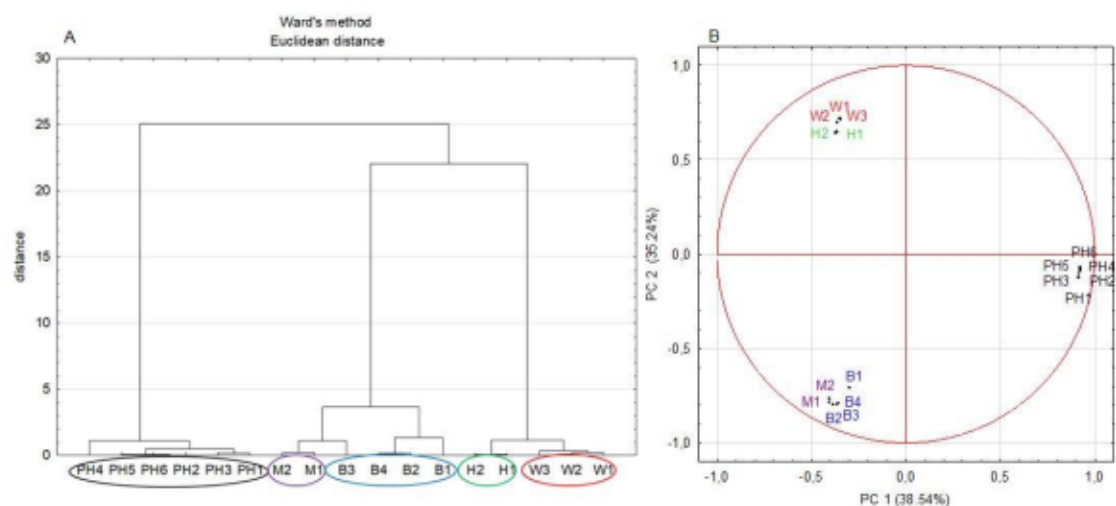 A
Ward's method
Euclidean distance
30
25
20
15
10
5
0
distance
PH4 PH5 PH6 PH2 PH3 PH1 M2 M1 B3 B4 B2 B1 H2 H1 W3 W2 W1
B
1,0
0,5
0,0
-0,5
-1,0
PC 2 (35.24%)
W1
W2 W3
H2 H1
PH6
PH5 PH4
PH3 PH2
PH1
B1
M2
M1 B4
B2 B3
-1,0 -0,5 0,0 0,5 1,0
PC 1 (38.54%)